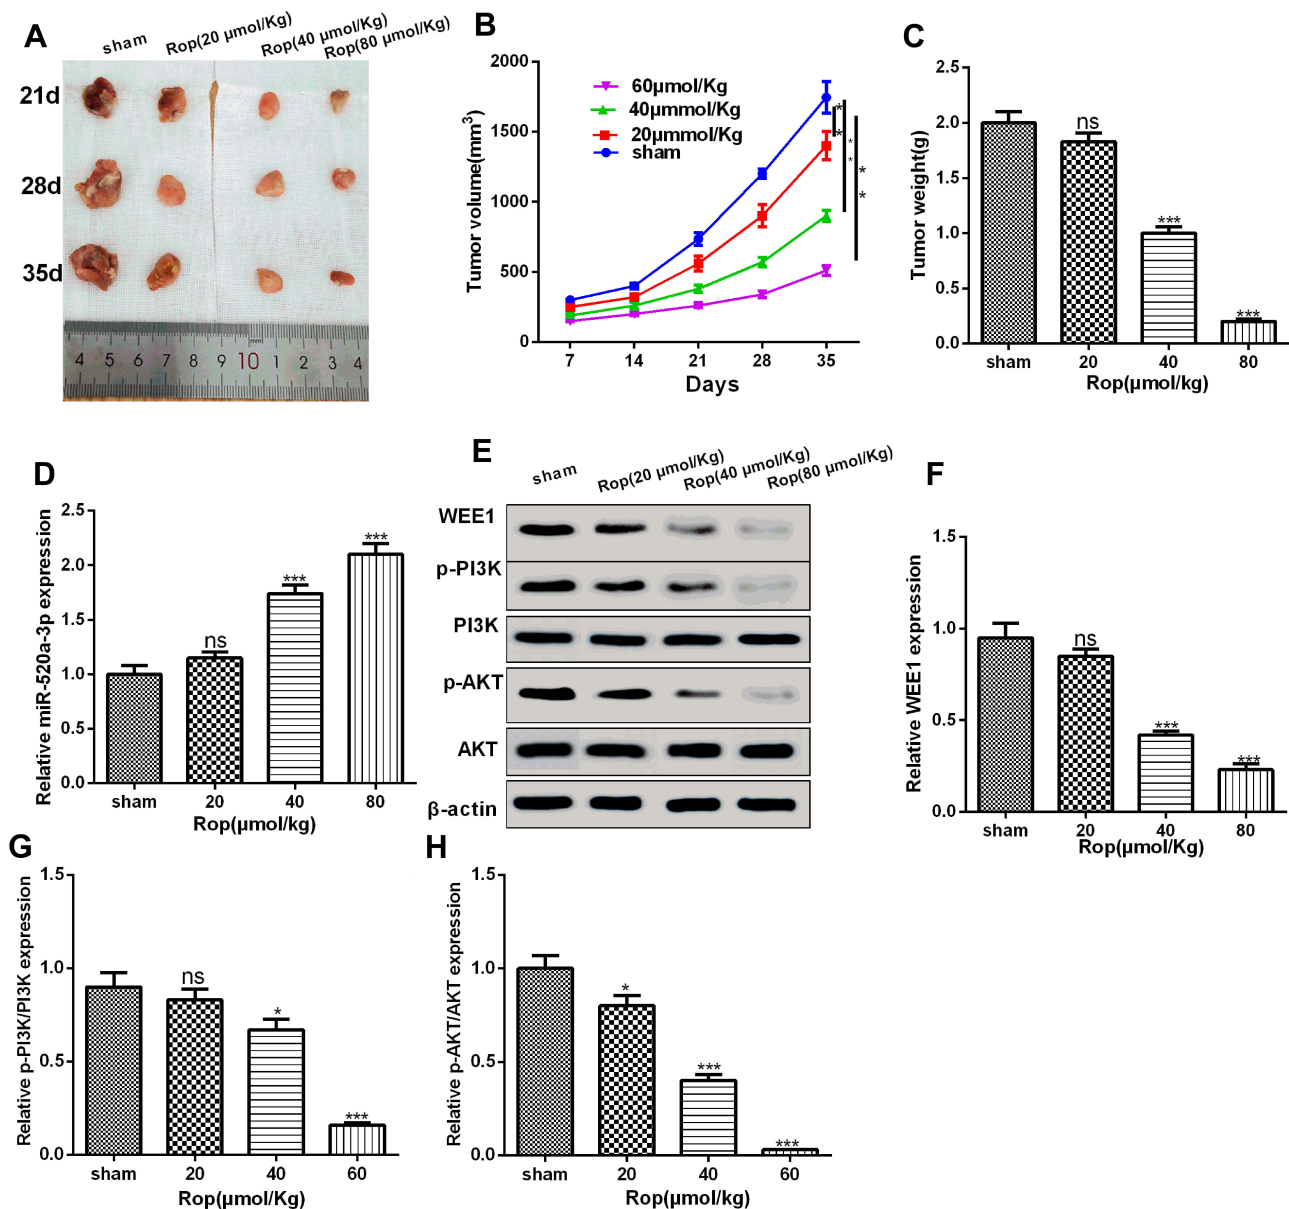 A
sham
Rop(20 µmol/Kg)
Rop(40 µmol/Kg)
Rop(80 µmol/Kg)
21d
28d
35d
4 5 6 7 8 9 10 1 2 3 4
mm
B
2000
1500
1000
500
0
Tumor volume(mm3)
60µmol/Kg
40µmmol/Kg
20µmmol/Kg
sham
* *
* *
* *
7 14 21 28 35
Days
C
2.5
2.0
1.5
1.0
0.5
0.0
Tumor weight(g)
ns
***
***
sham 20 40 80
Rop(µmol/kg)
D
2.5
2.0
1.5
1.0
0.5
0.0
Relative miR-520a-3p expression
ns
***
***
sham 20 40 80
Rop(µmol/kg)
E
sham
Rop(20 µmol/Kg)
Rop(40 µmol/Kg)
Rop(80 µmol/Kg)
WEE1
p-PI3K
PI3K
p-AKT
AKT
β-actin
F
1.5
1.0
0.5
0.0
Relative WEE1 expression
ns
***
***
sham 20 40 80
Rop(µmol/Kg)
G
1.5
1.0
0.5
0.0
Relative p-PI3K/PI3K expression
ns
*
***
sham 20 40 60
Rop(µmol/Kg)
H
1.5
1.0
0.5
0.0
Relative p-AKT/AKT expression
*
***
***
sham 20 40 60
Rop(µmol/kg)